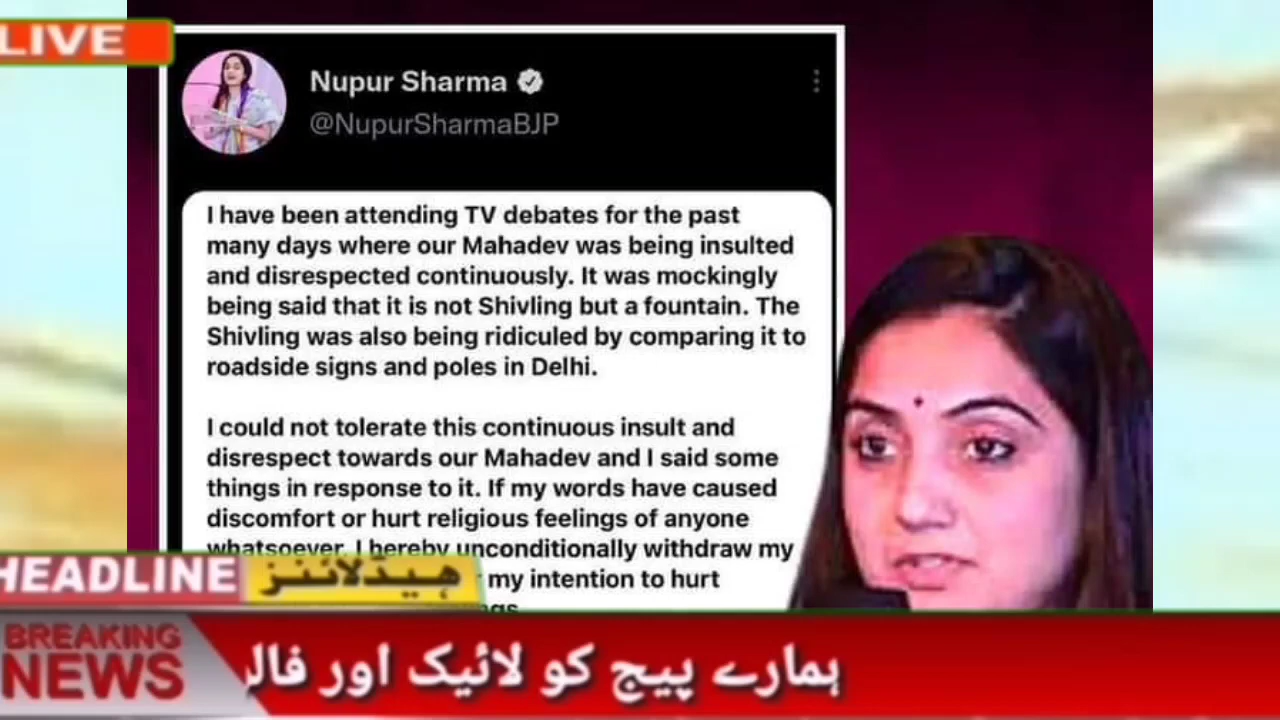 LIVE
Nupur Sharma
@NupurSharmaBJP
I have been attending TV debates for the past
many days where our Mahadev was being insulted
and disrespected continuously. It was mockingly
being said that it is not Shivling but a fountain. The
Shivling was also being ridiculed by comparing it to
roadside signs and poles in Delhi.
I could not tolerate this continuous insult and
disrespect towards our Mahadev and I said some
things in response to it. If my words have caused
discomfort or hurt religious feelings of anyone
whatsoever, I hereby unconditionally withdraw my
my intention to hurt
HEADLINE ہیڈلائنز
BREAKING
NEWS
ہمارے پیج کو لائیک اور